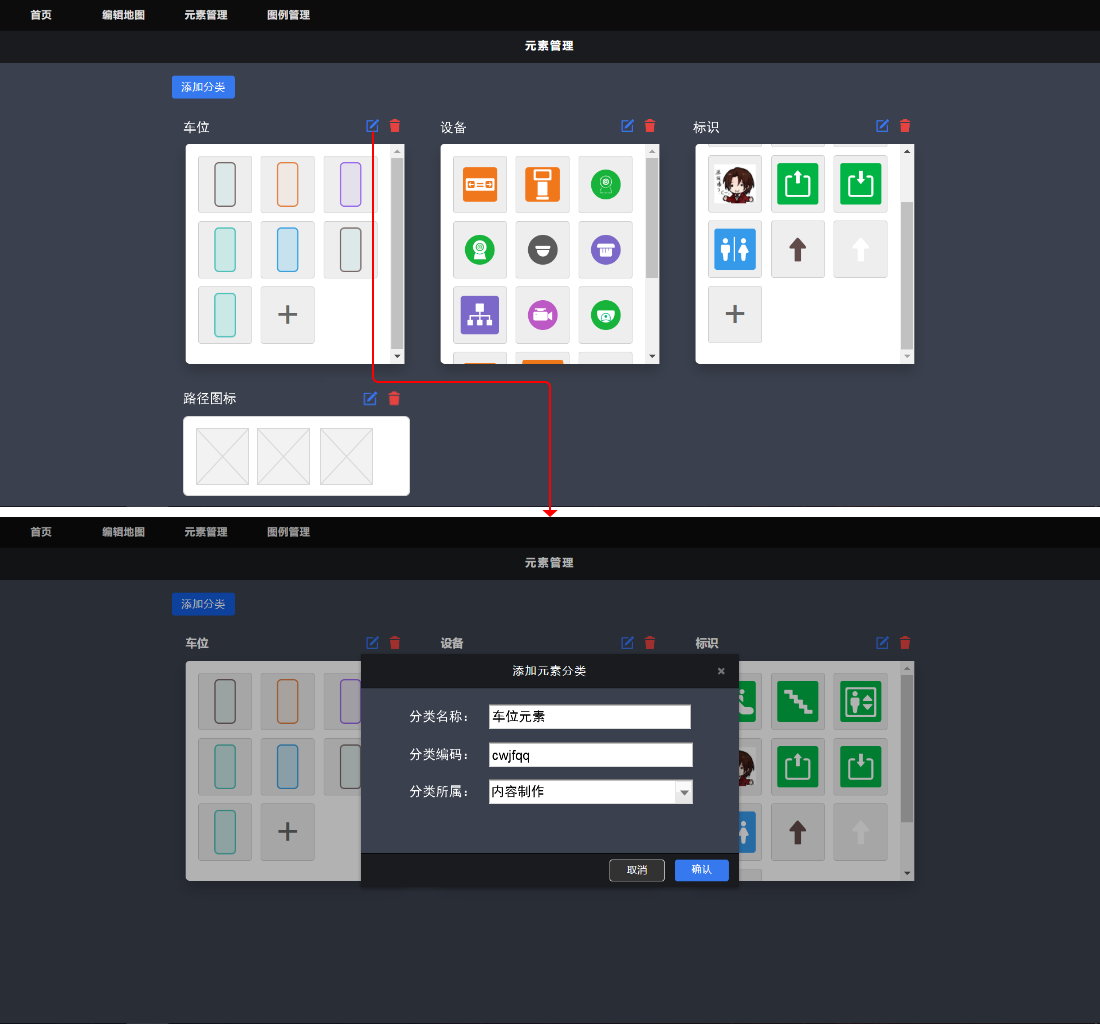 首页 编辑地图 元素管理 图例管理
元素管理
添加分类
车位 设备 标识
路径图标
首页 编辑地图 元素管理 图例管理
元素管理
添加分类
车位 设备 标识
添加元素分类
分类名称： 车位元素
分类编码： cwjfqq
分类所属： 内容制作
取消 确认